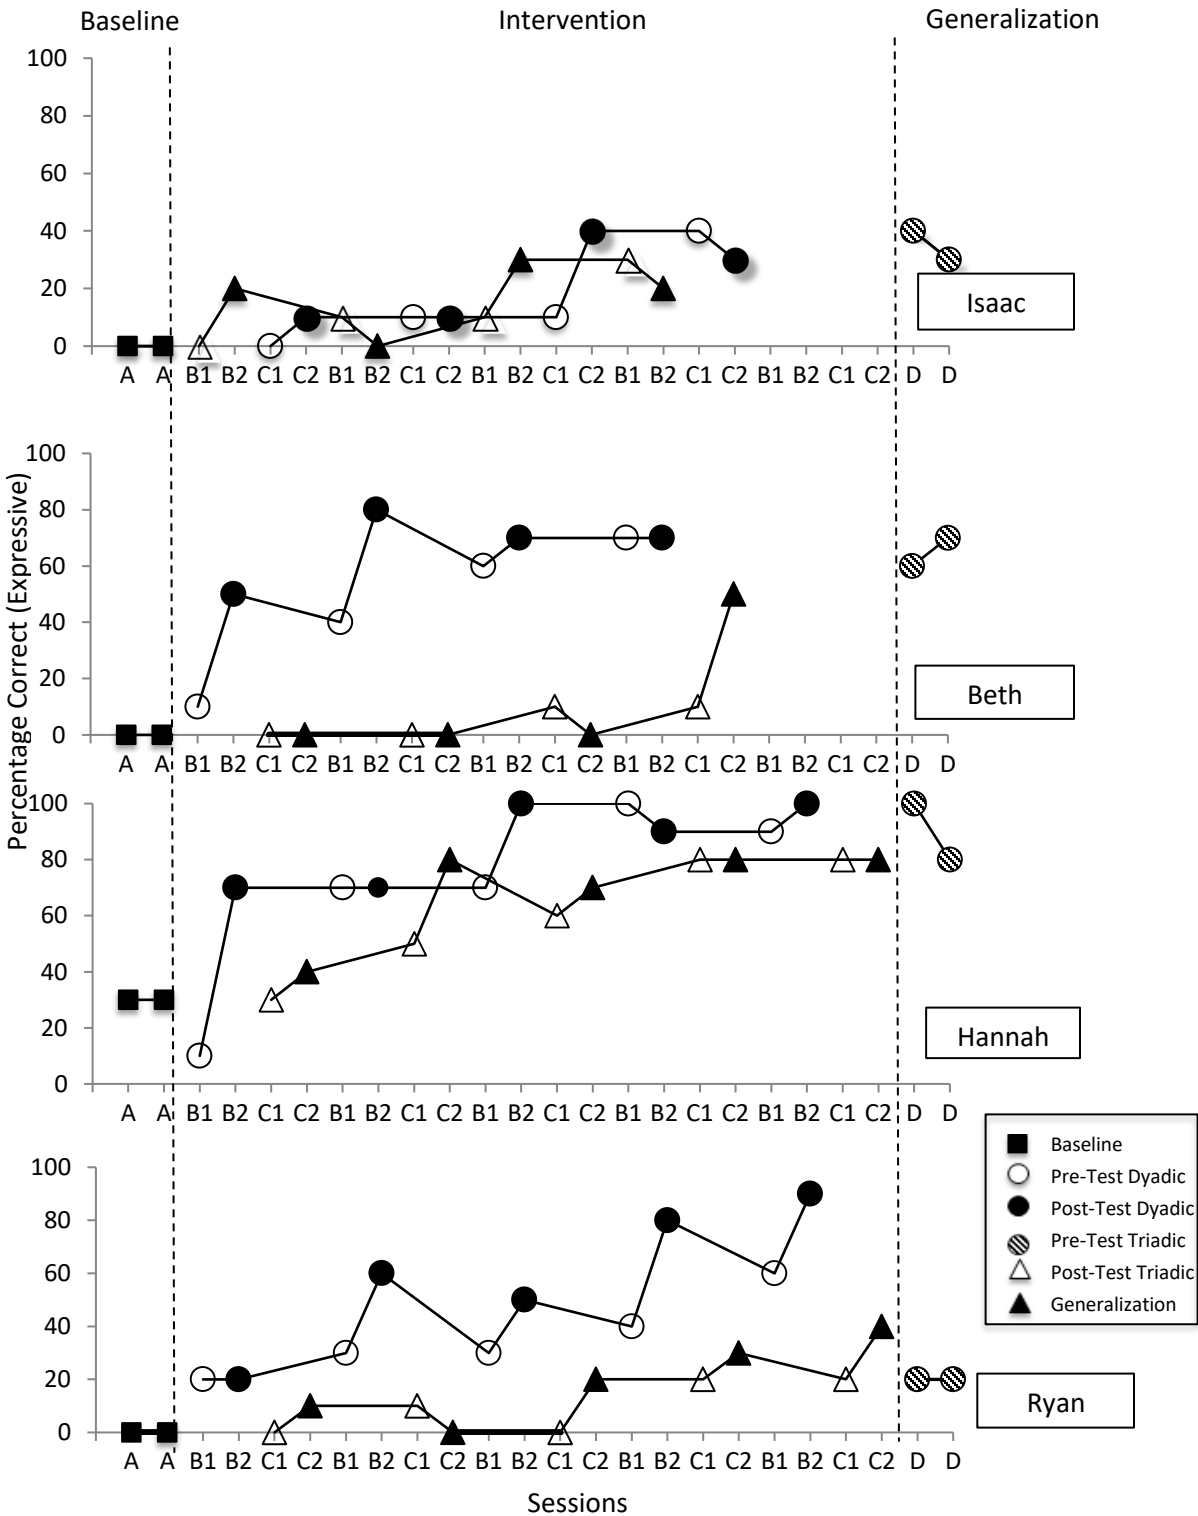 Baseline Intervention Generalization
100
80
60
40
20
0
A A B1 B2 C1 C2 B1 B2 C1 C2 B1 B2 C1 C2 B1 B2 C1 C2 B1 B2 C1 C2 D D
Isaac
Percentage Correct (Expressive)
100
80
60
40
20
0
A A B1 B2 C1 C2 B1 B2 C1 C2 B1 B2 C1 C2 B1 B2 C1 C2 B1 B2 C1 C2 D D
Beth
100
80
60
40
20
0
A A B1 B2 C1 C2 B1 B2 C1 C2 B1 B2 C1 C2 B1 B2 C1 C2 B1 B2 C1 C2 D D
Hannah
Baseline
Pre-Test Dyadic
Post-Test Dyadic
Pre-Test Triadic
Post-Test Triadic
Generalization
100
80
60
40
20
0
A A B1 B2 C1 C2 B1 B2 C1 C2 B1 B2 C1 C2 B1 B2 C1 C2 B1 B2 C1 C2 D D
Ryan
Sessions